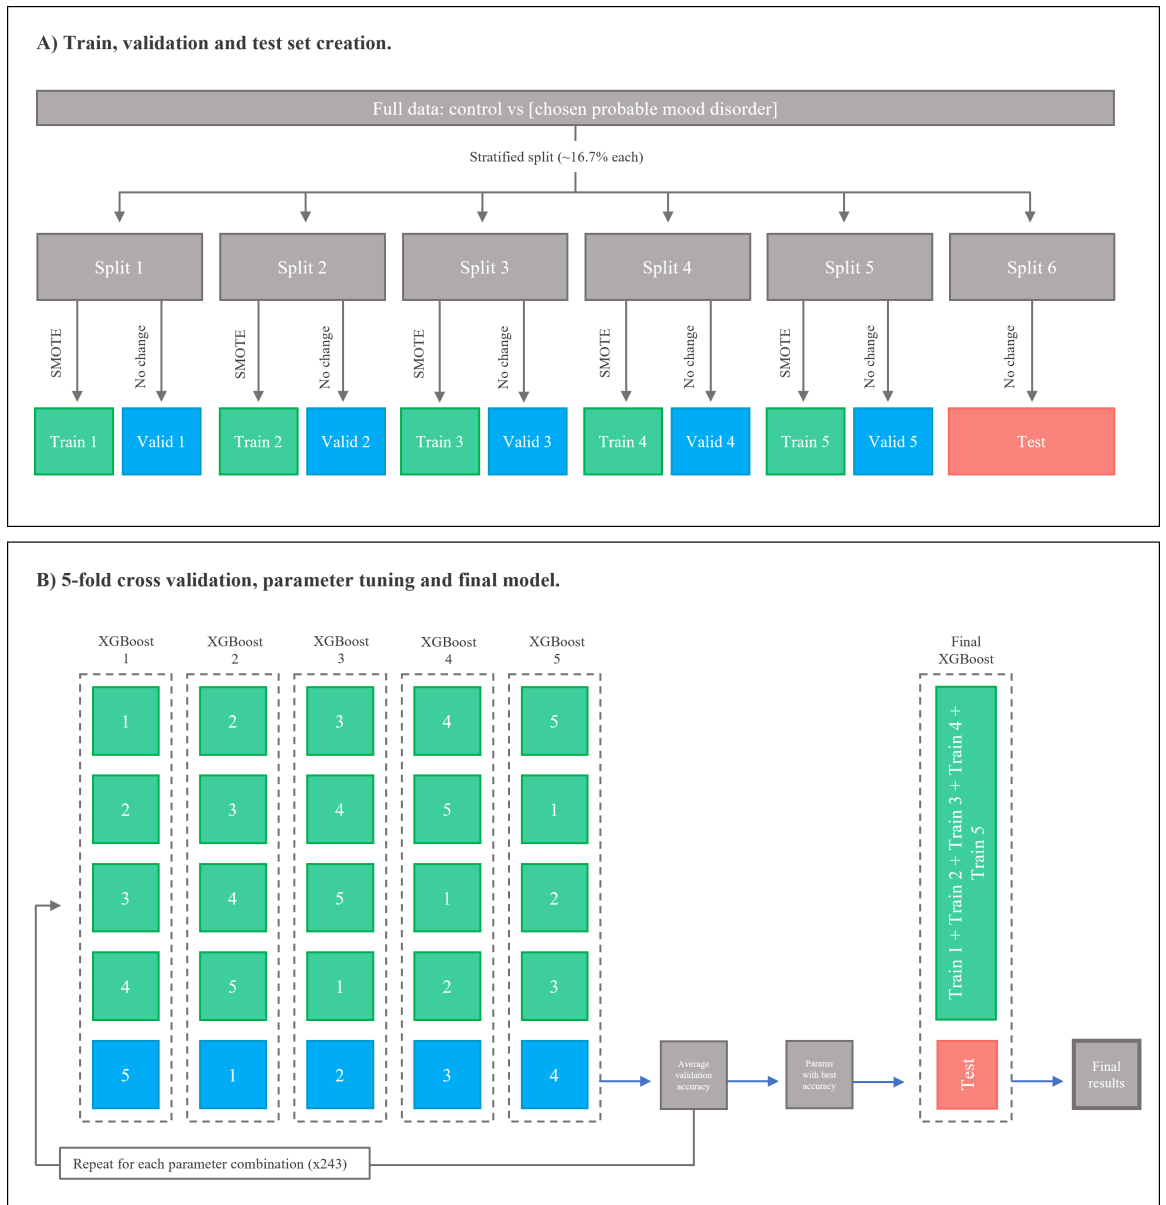 A) Train, validation and test set creation.
Full data: control vs [chosen probable mood disorder]
Stratified split (~16.7% each)
Split 1
Split 2
Split 3
Split 4
Split 5
Split 6
SMOTE
No change
SMOTE
No change
SMOTE
No change
SMOTE
No change
SMOTE
No change
No change
Train 1
Valid 1
Train 2
Valid 2
Train 3
Valid 3
Train 4
Valid 4
Train 5
Valid 5
Test
B) 5-fold cross validation, parameter tuning and final model.
XGBoost
1
XGBoost
2
XGBoost
3
XGBoost
4
XGBoost
5
Final
XGBoost
1
2
3
4
5
2
3
4
5
1
3
4
5
1
2
4
5
1
2
3
5
1
2
3
4
Train 1 + Train 2 + Train 3 + Train 4 +
Train 5
Average
validation
accuracy
Params
with best
accuracy
Test
Final
results
Repeat for each parameter combination (x243)